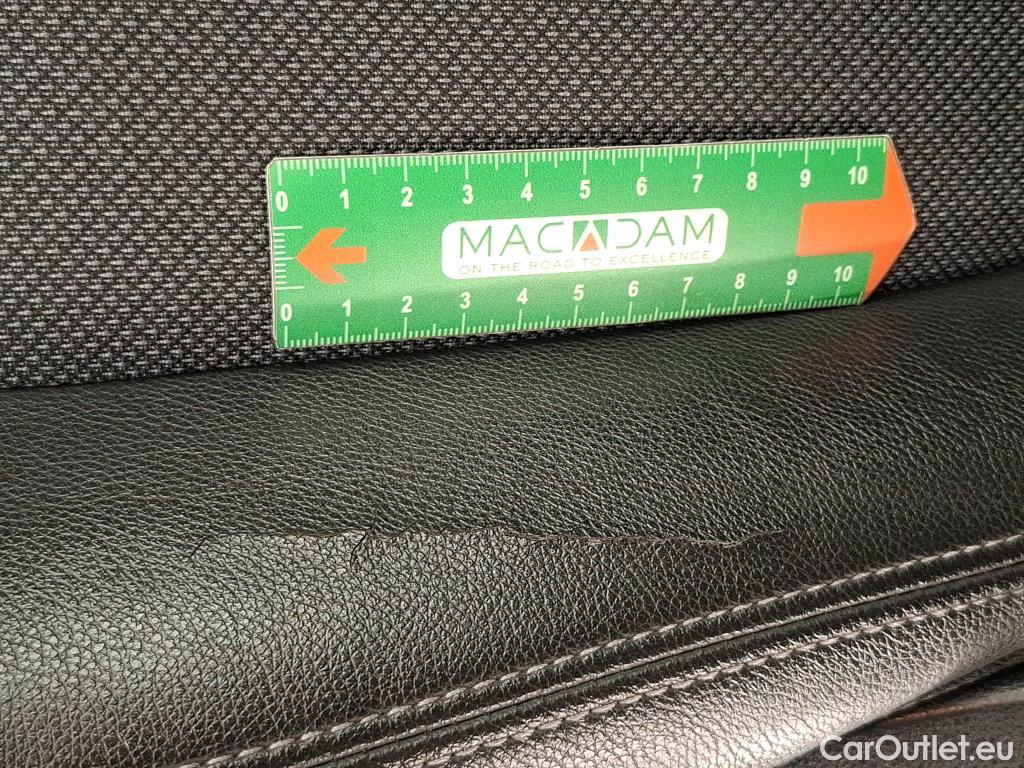 0 1 2 3 4 5 6 7 8 9 10
MACADAM
ON THE ROAD TO EXCELLENCE
0 1 2 3 4 5 6 7 8 9 10
CarOutlet.eu